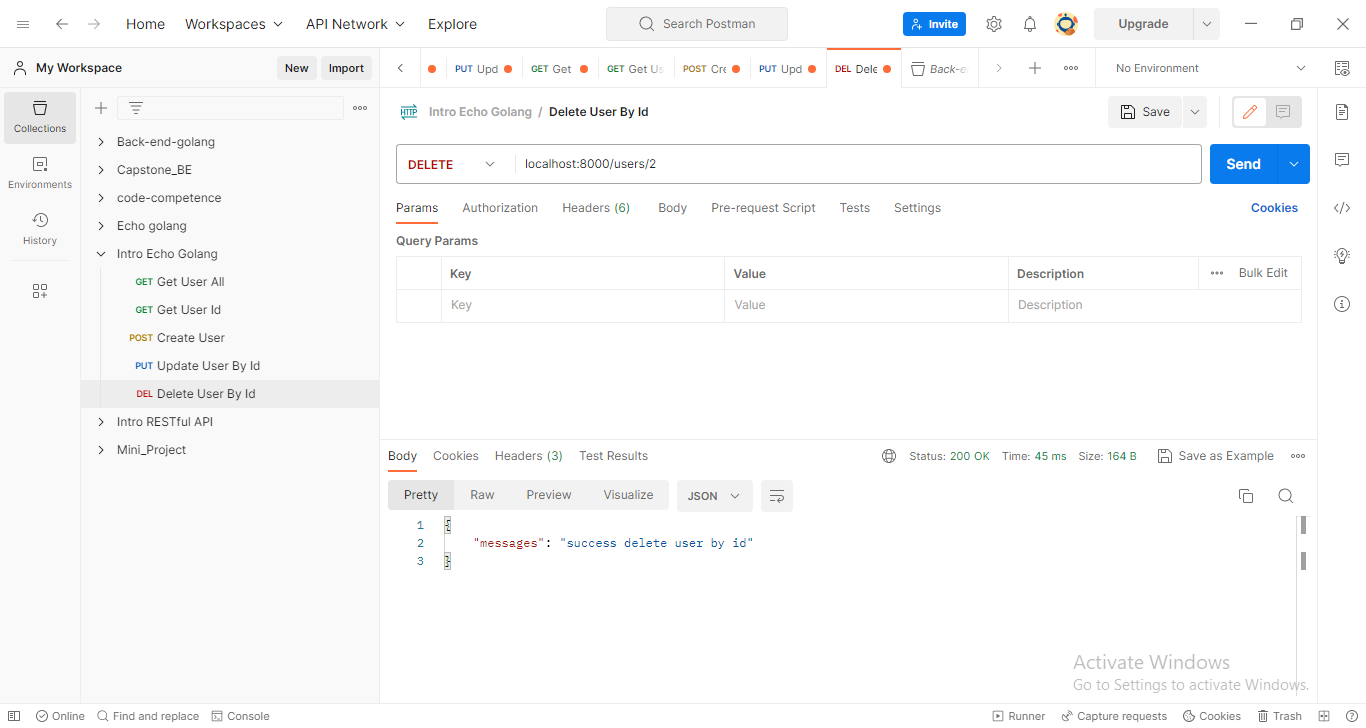 Home Workspaces API Network Explore Search Postman Invite Upgrade
My Workspace New Import PUT Upd GET Get GET Get Us POST Cre PUT Upd DEL Dele Back-e No Environment
Collections
Environments
History
Back-end-golang
Capstone_BE
code-competence
Echo golang
Intro Echo Golang
GET Get User All
GET Get User Id
POST Create User
PUT Update User By Id
DEL Delete User By Id
Intro RESTful API
Mini_Project
HTTP Intro Echo Golang / Delete User By Id Save
DELETE localhost:8000/users/2 Send
Params Authorization Headers (6) Body Pre-request Script Tests Settings Cookies
Query Params
Key Value Description Bulk Edit
Key Value Description
Body Cookies Headers (3) Test Results Status: 200 OK Time: 45 ms Size: 164 B Save as Example
Pretty Raw Preview Visualize JSON
1 {
2 "messages": "success delete user by id"
3 }
Activate Windows
Go to Settings to activate Windows.
Online Find and replace Console Runner Capture requests Cookies Trash